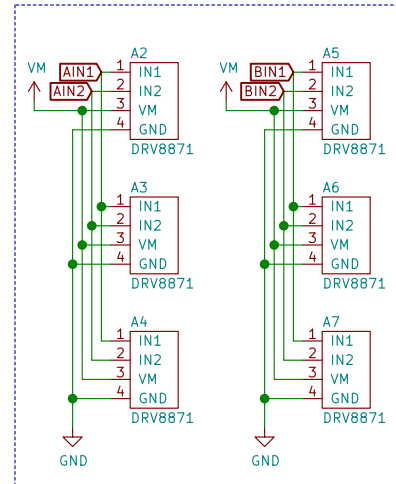 A2
VM
AIN1
1 IN1
AIN2
2 IN2
3 VM
4 GND
DRV8871
A3
1 IN1
2 IN2
3 VM
4 GND
DRV8871
A4
1 IN1
2 IN2
3 VM
4 GND
DRV8871
GND
A5
VM
BIN1
1 IN1
BIN2
2 IN2
3 VM
4 GND
DRV8871
A6
1 IN1
2 IN2
3 VM
4 GND
DRV8871
A7
1 IN1
2 IN2
3 VM
4 GND
DRV8871
GND